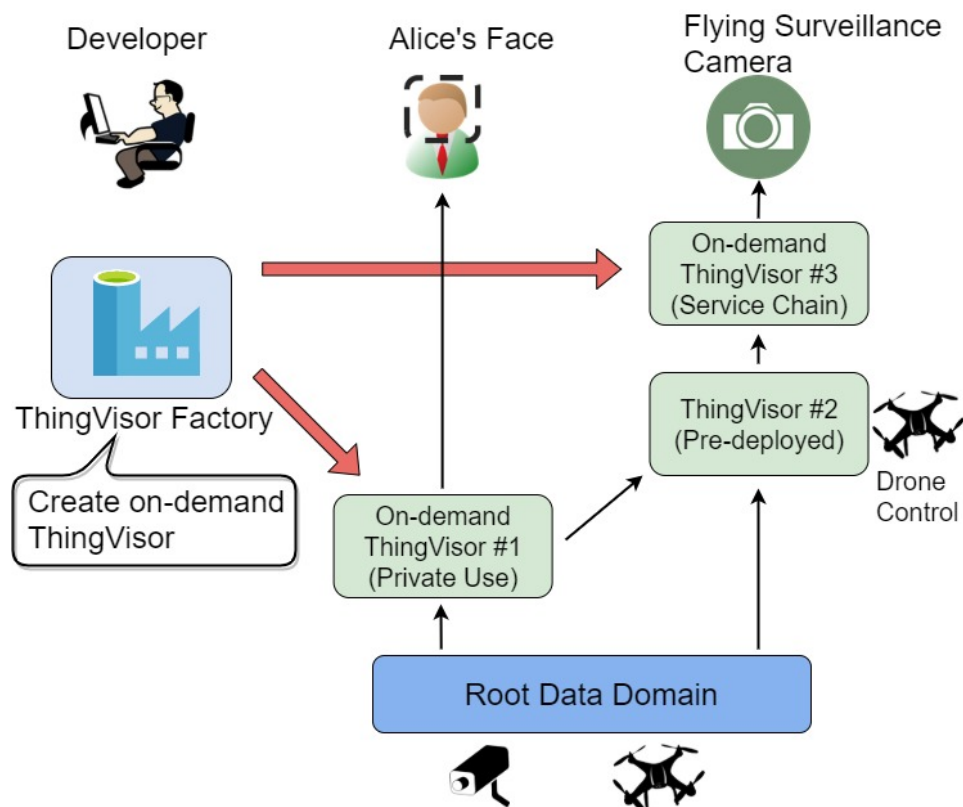 Developer
Alice's Face
Flying Surveillance
Camera
On-demand
ThingVisor #3
(Service Chain)
ThingVisor Factory
ThingVisor #2
(Pre-deployed)
Drone
Control
Create on-demand
ThingVisor
On-demand
ThingVisor #1
(Private Use)
Root Data Domain